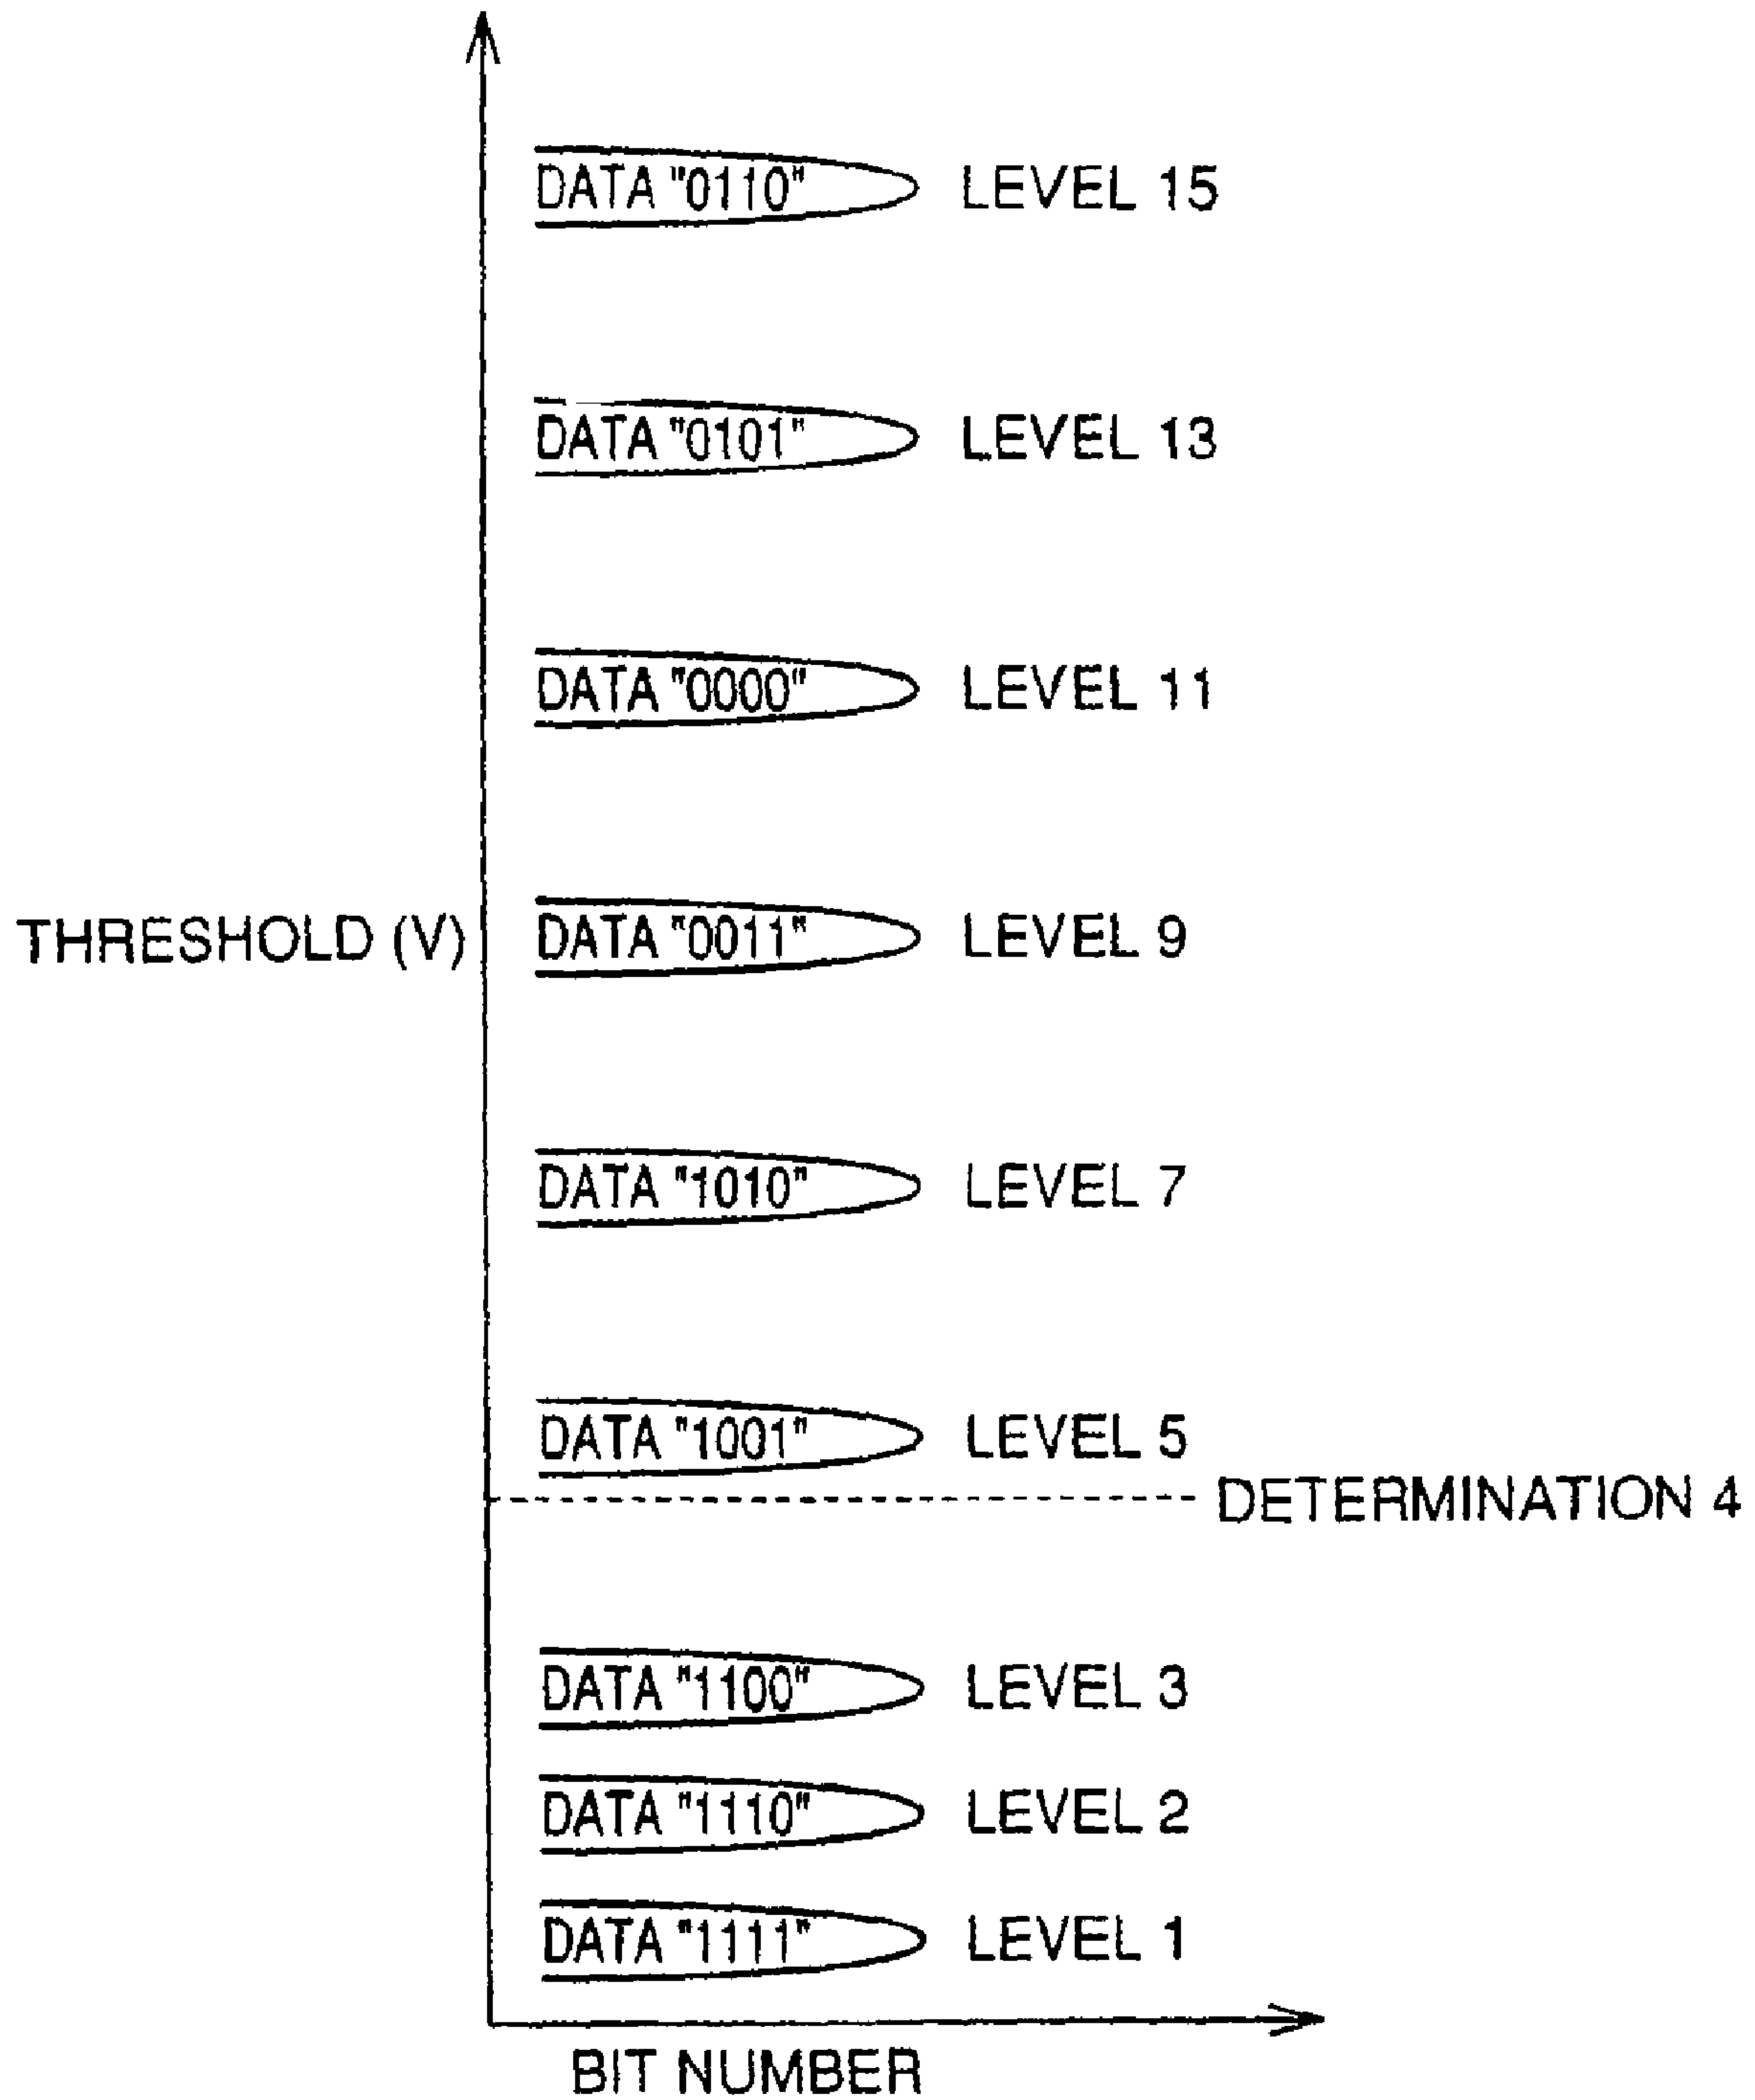 DATA "0110" LEVEL 15
DATA "0101" LEVEL 13
DATA "0000" LEVEL 11
THRESHOLD (V) DATA "0011" LEVEL 9
DATA "1010" LEVEL 7
DATA "1001" LEVEL 5
DETERMINATION 4
DATA "1100" LEVEL 3
DATA "1110" LEVEL 2
DATA "1111" LEVEL 1
BIT NUMBER